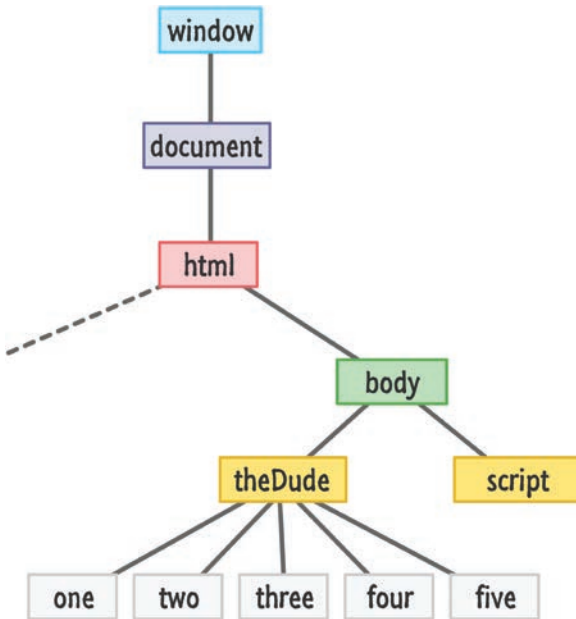 window
document
html
body
theDude script
one two three four five